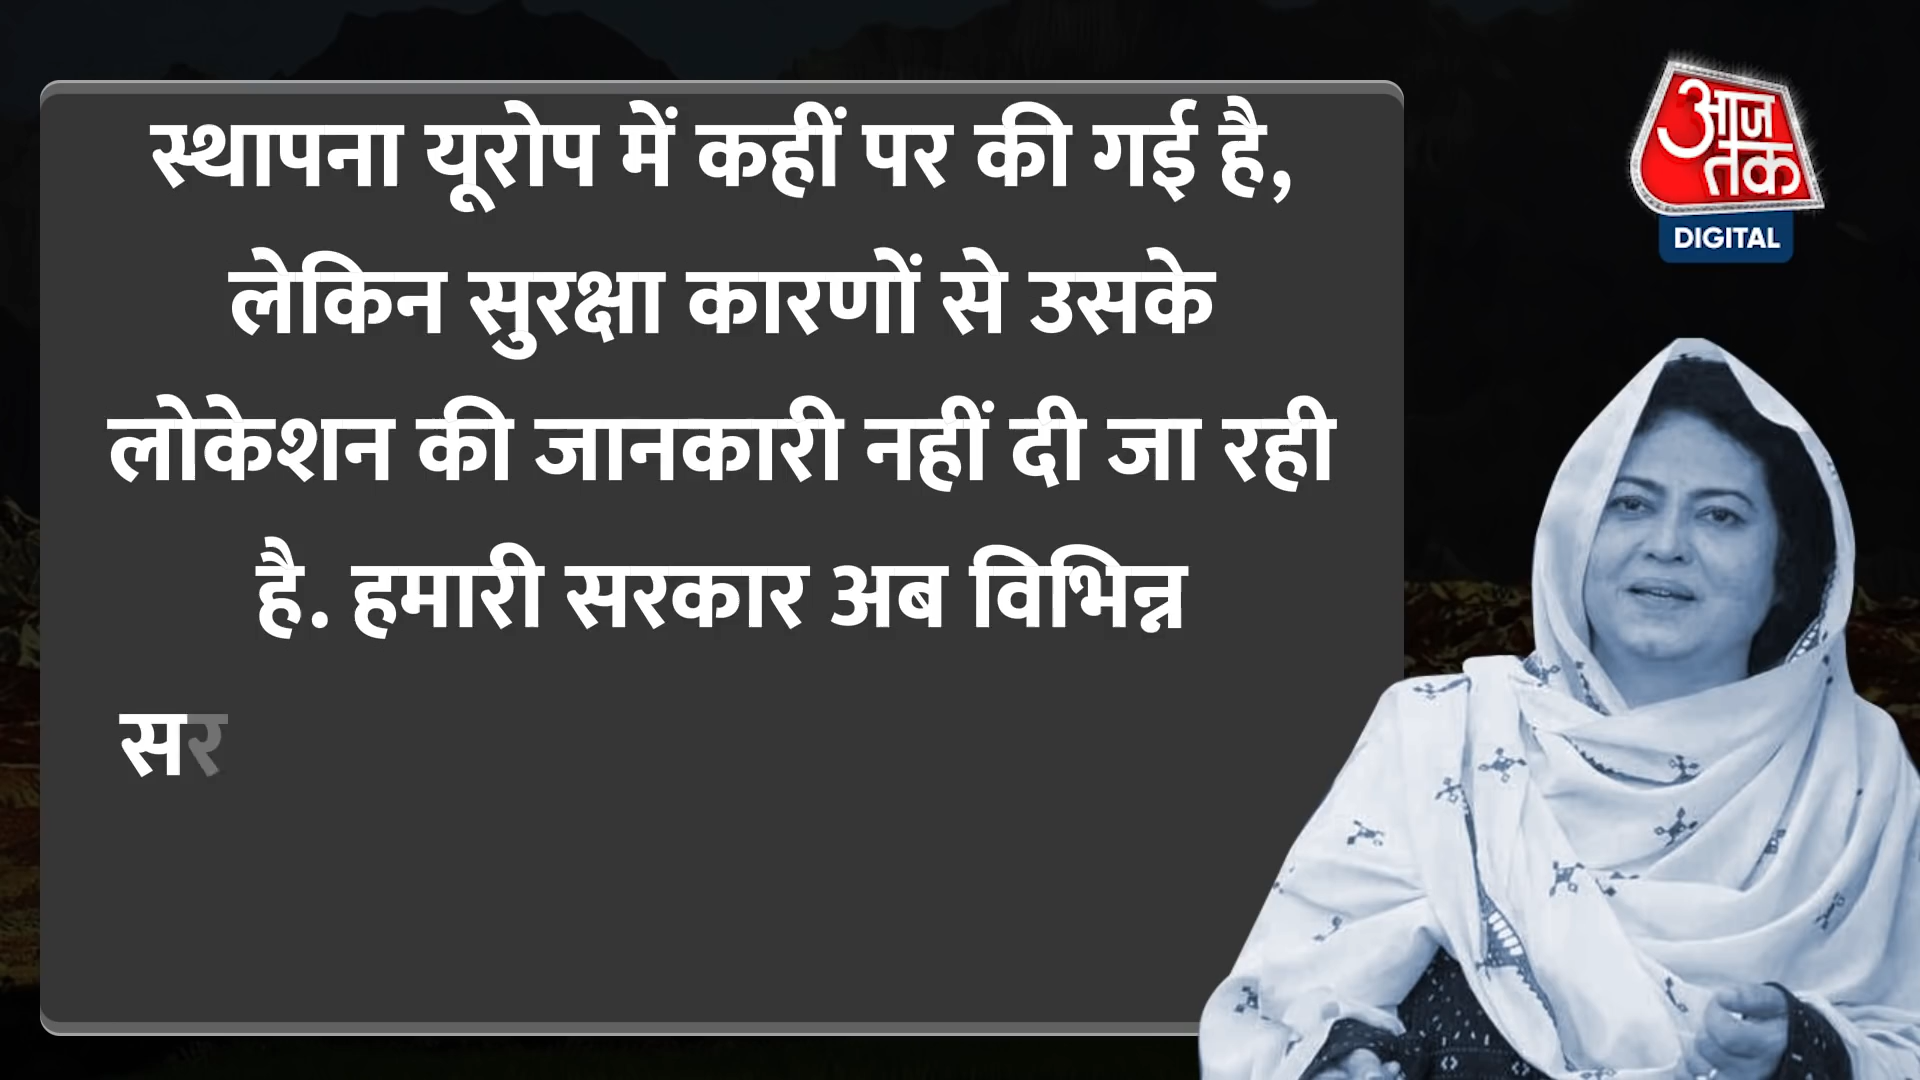 स्थापना यूरोप में कहीं पर की गई है,
लेकिन सुरक्षा कारणों से उसके
लोकेशन की जानकारी नहीं दी जा रही
है. हमारी सरकार अब विभिन्न
सर
आज
तक
DIGITAL